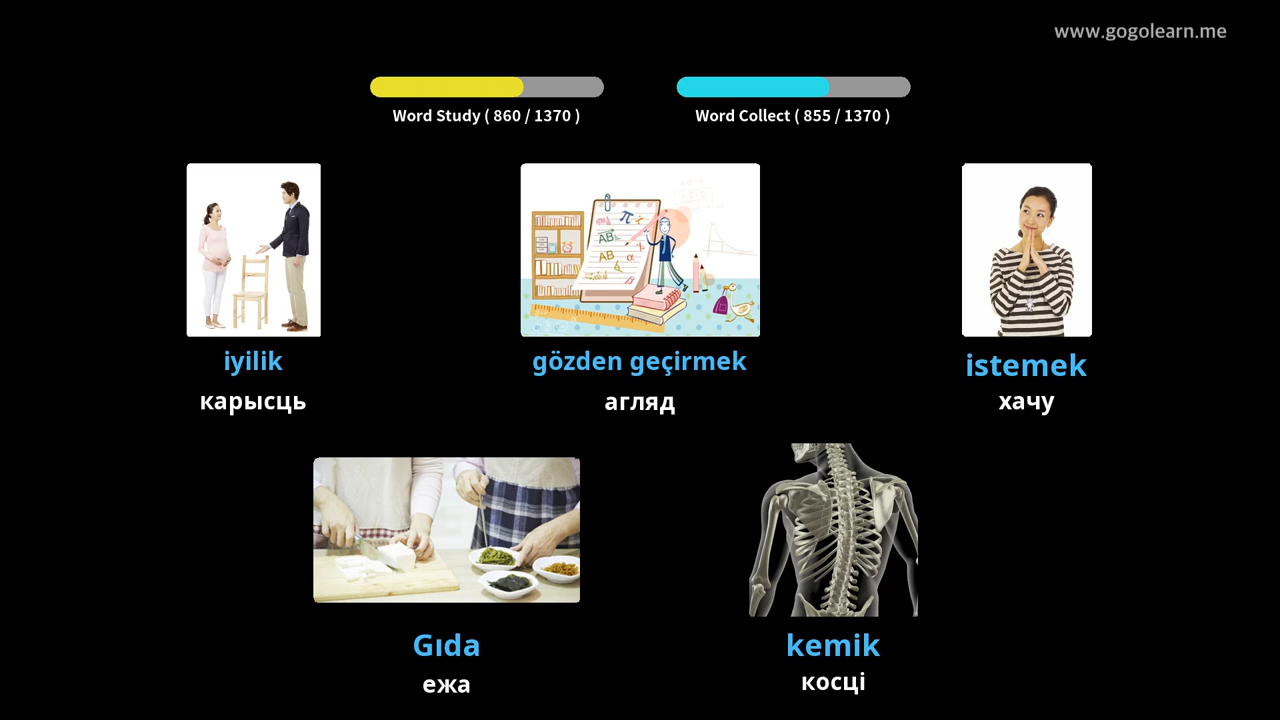 www.gogolearn.me
Word Study ( 860 / 1370 )
Word Collect ( 855 / 1370 )
iyilik
gözden geçirmek
istemek
карысць
агляд
хачу
Gıda
kemik
ежа
косці